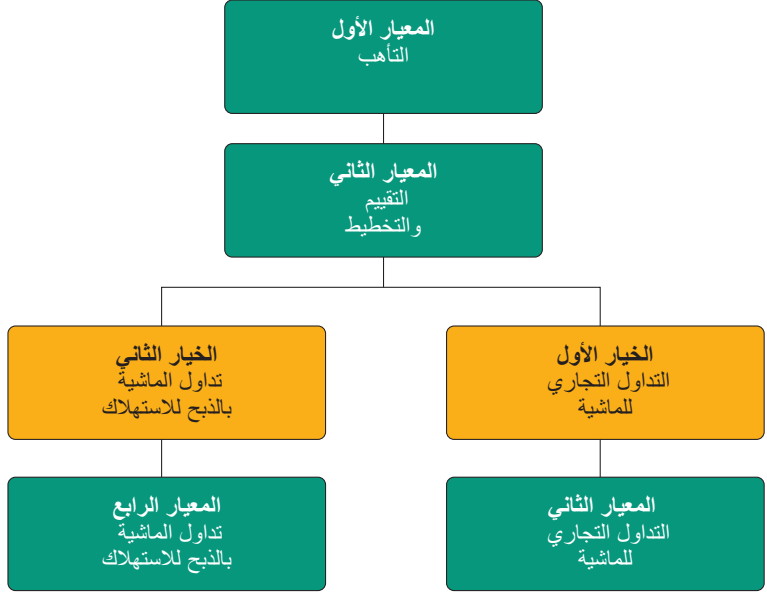 المعيار الأول
التأهب
المعيار الثاني
التقييم
والتخطيط
الخيار الأول
التداول التجاري
للماشية
الخيار الثاني
تداول الماشية
بالذبح للاستهلاك
المعيار الثاني
التداول التجاري
للماشية
المعيار الرابع
تداول الماشية
بالذبح للاستهلاك